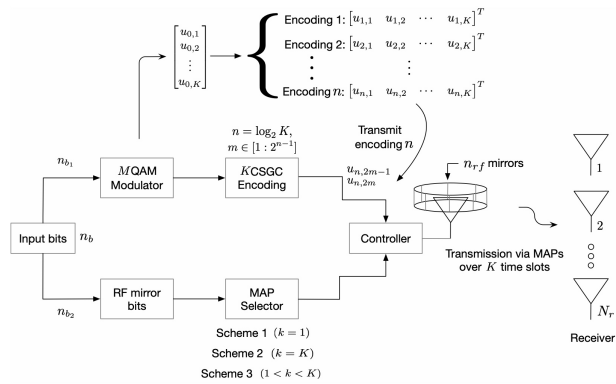 u_{0,1}
u_{0,2}
⋮
u_{0,K}
Encoding 1: [u_{1,1} u_{1,2} ⋯ u_{1,K}]^T
Encoding 2: [u_{2,1} u_{2,2} ⋯ u_{2,K}]^T
⋮
Encoding n: [u_{n,1} u_{n,2} ⋯ u_{n,K}]^T
n = log_2 K,
m ∈ [1 : 2^{n−1}]
Transmit
encoding n
n_{b_1}
MQAM
Modulator
KCSGC
Encoding
u_{n,2m−1}
u_{n,2m}
n_{rf} mirrors
1
Input bits
n_b
Controller
2
Transmission via MAPs
over K time slots
n_{b_2}
RF mirror
bits
MAP
Selector
N_r
Receiver
Scheme 1 (k = 1)
Scheme 2 (k = K)
Scheme 3 (1 < k < K)